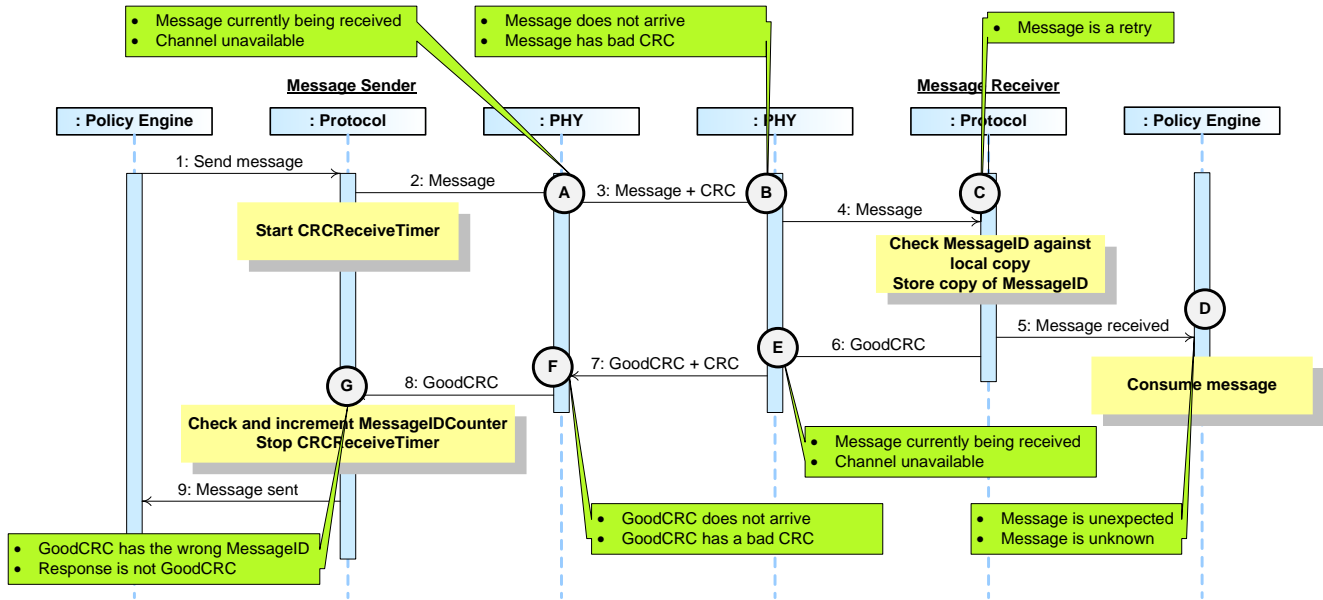 • Message currently being received
• Channel unavailable
• Message does not arrive
• Message has bad CRC
• Message is a retry
Message Sender
Message Receiver
: Policy Engine
: Protocol
: PHY
: PHY
: Protocol
: Policy Engine
1: Send message
2: Message
A
3: Message + CRC
B
4: Message
C
Start CRCReceiveTimer
Check MessageID against
local copy
Store copy of MessageID
D
5: Message received
6: GoodCRC
E
7: GoodCRC + CRC
F
8: GoodCRC
G
Consume message
Check and increment MessageIDCounter
Stop CRCReceiveTimer
• Message currently being received
• Channel unavailable
9: Message sent
• GoodCRC does not arrive
• GoodCRC has a bad CRC
• Message is unexpected
• Message is unknown
• GoodCRC has the wrong MessageID
• Response is not GoodCRC